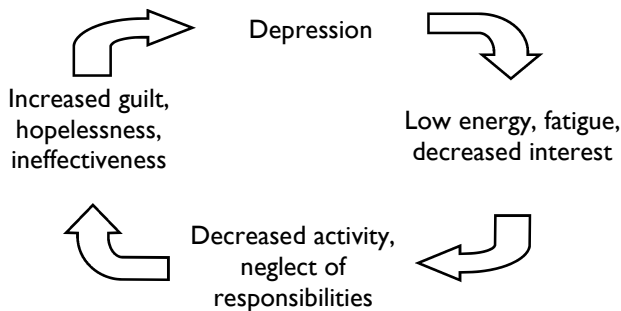 Depression
Low energy, fatigue,
decreased interest
Decreased activity,
neglect of
responsibilities
Increased guilt,
hopelessness,
ineffectiveness